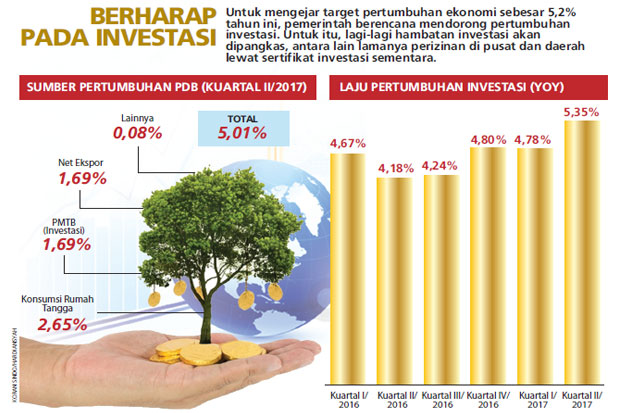 BERHARAP
PADA INVESTASI
Untuk mengejar target pertumbuhan ekonomi sebesar 5,2%
tahun ini, pemerintah berencana mendorong pertumbuhan
investasi. Untuk itu, lagi-lagi hambatan investasi akan
dipangkas, antara lain lamanya perizinan di pusat dan daerah
lewat sertifikat investasi sementara.
SUMBER PERTUMBUHAN PDB (KUARTAL II/2017)
Lainnya
0,08%
TOTAL
5,01%
Net Ekspor
1,69%
PMTB
(Investasi)
1,69%
Konsumsi Rumah
Tangga
2,65%
LAJU PERTUMBUHAN INVESTASI (YOY)
4,67%
4,18%
4,24%
4,80%
4,78%
5,35%
Kuartal I/
2016
Kuartal II/
2016
Kuartal III/
2016
Kuartal IV/
2016
Kuartal I/
2017
Kuartal II/
2017